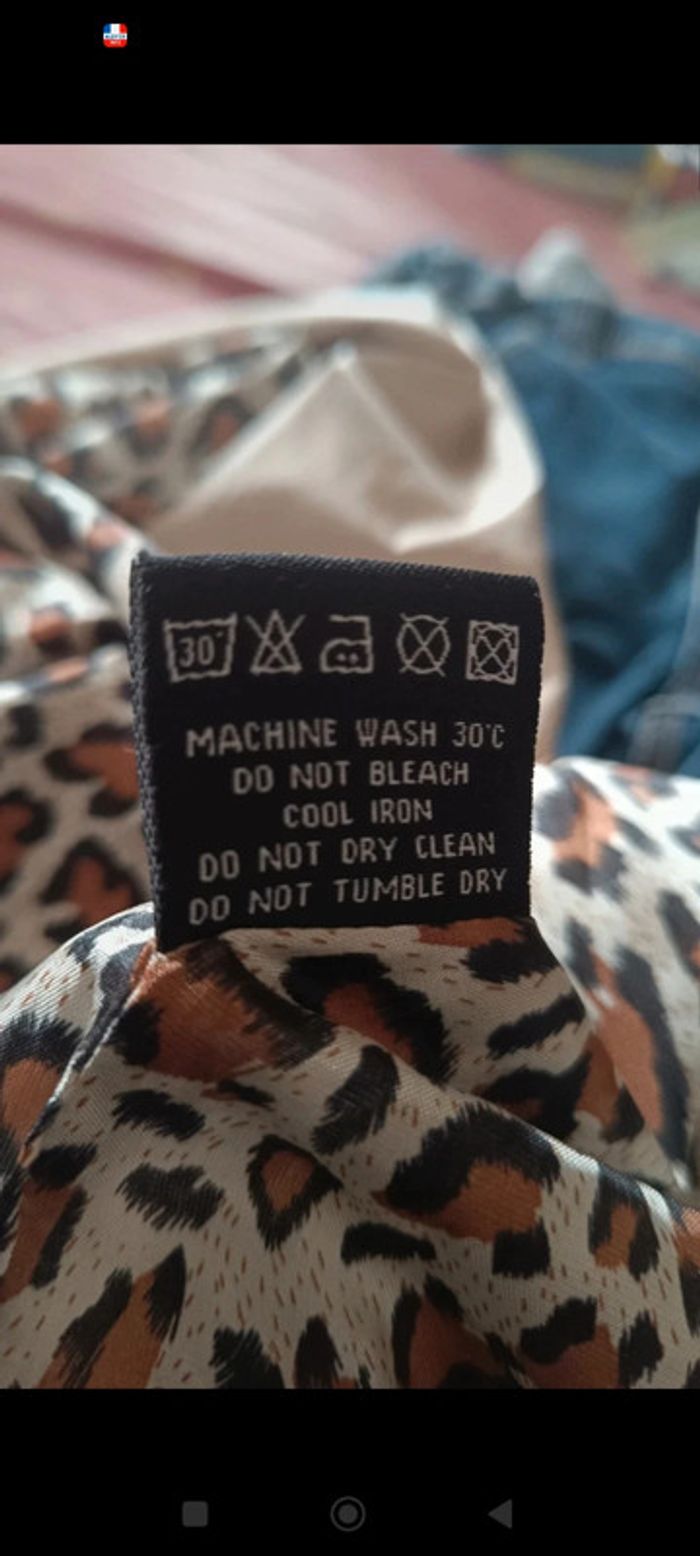 30°
MACHINE WASH 30°C
DO NOT BLEACH
COOL IRON
DO NOT DRY CLEAN
DO NOT TUMBLE DRY